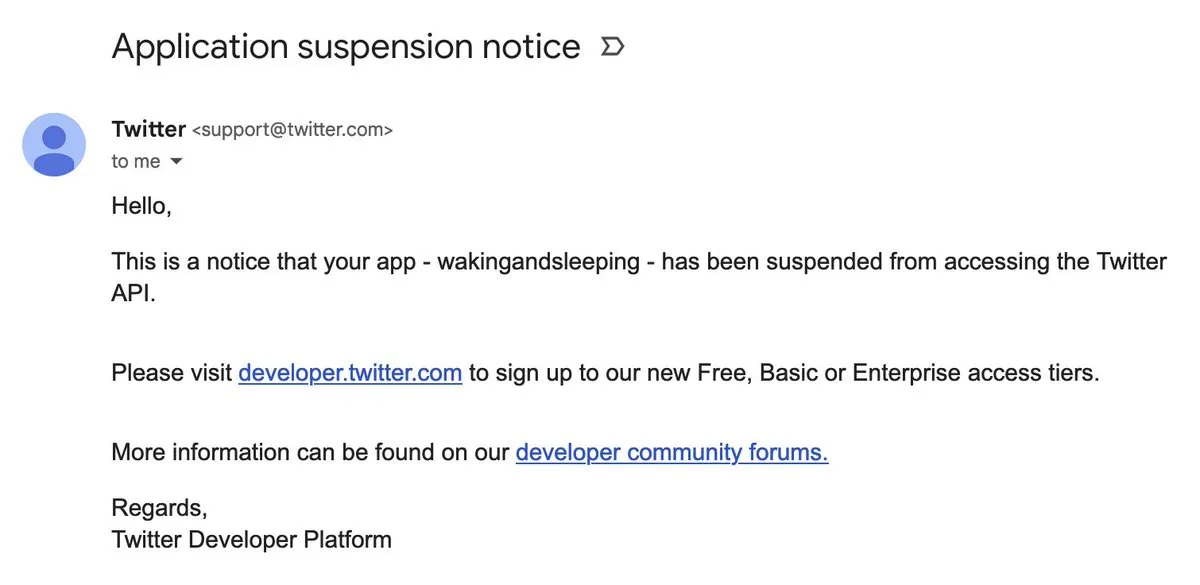 Application suspension notice
Twitter <support@twitter.com>
to me
Hello,
This is a notice that your app - wakingandsleeping - has been suspended from accessing the Twitter
API.
Please visit developer.twitter.com to sign up to our new Free, Basic or Enterprise access tiers.
More information can be found on our developer community forums.
Regards,
Twitter Developer Platform